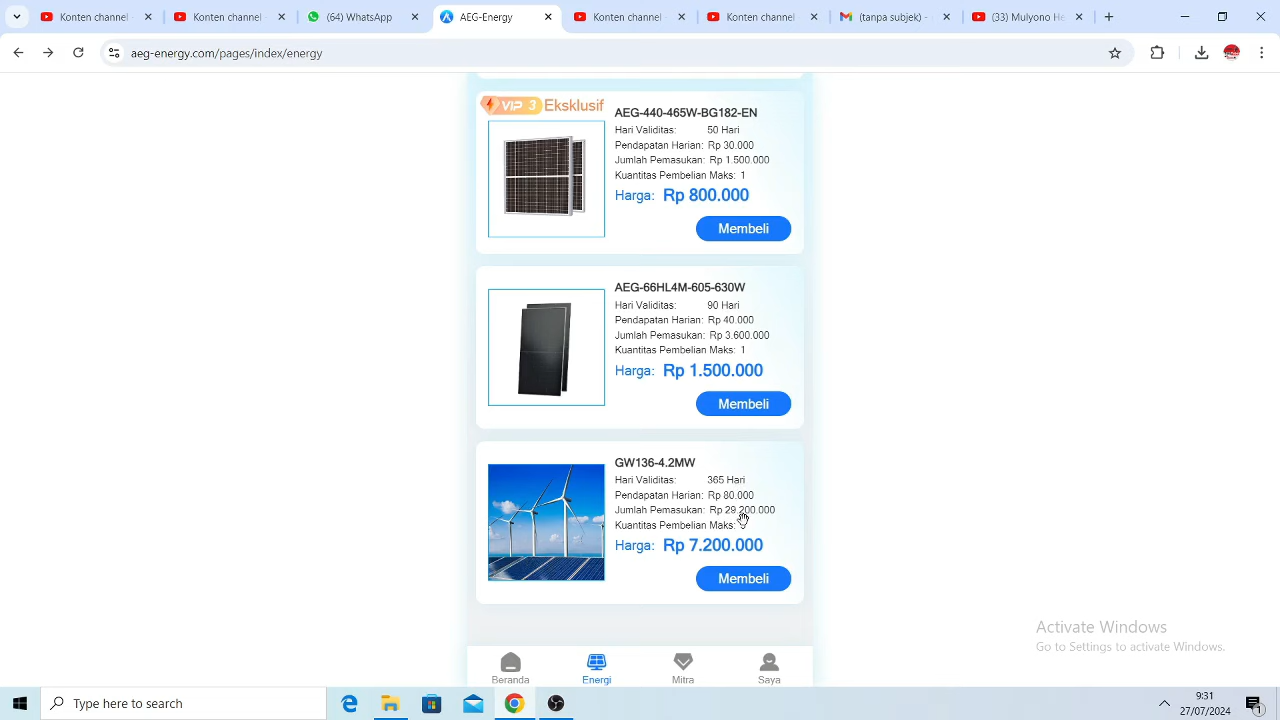 Konten channel
Konten channel
(64) WhatsApp
AEG-Energy
Konten channel
Konten channel
(tanpa subjek) -
(33) Mulyono He
aeg-energy.com/pages/index/energy
VIP 3 Eksklusif
AEG-440-465W-BG182-EN
Hari Validitas: 50 Hari
Pendapatan Harian: Rp 30.000
Jumlah Pemasukan: Rp 1.500.000
Kuantitas Pembelian Maks: 1
Harga: Rp 800.000
Membeli
AEG-66HL4M-605-630W
Hari Validitas: 90 Hari
Pendapatan Harian: Rp 40.000
Jumlah Pemasukan: Rp 3.600.000
Kuantitas Pembelian Maks: 1
Harga: Rp 1.500.000
Membeli
GW136-4.2MW
Hari Validitas: 365 Hari
Pendapatan Harian: Rp 80.000
Jumlah Pemasukan: Rp 29.200.000
Kuantitas Pembelian Maks:
Harga: Rp 7.200.000
Membeli
Activate Windows
Go to Settings to activate Windows.
Beranda
Energi
Mitra
Saya
Type here to search
9:31
27/07/2024
1